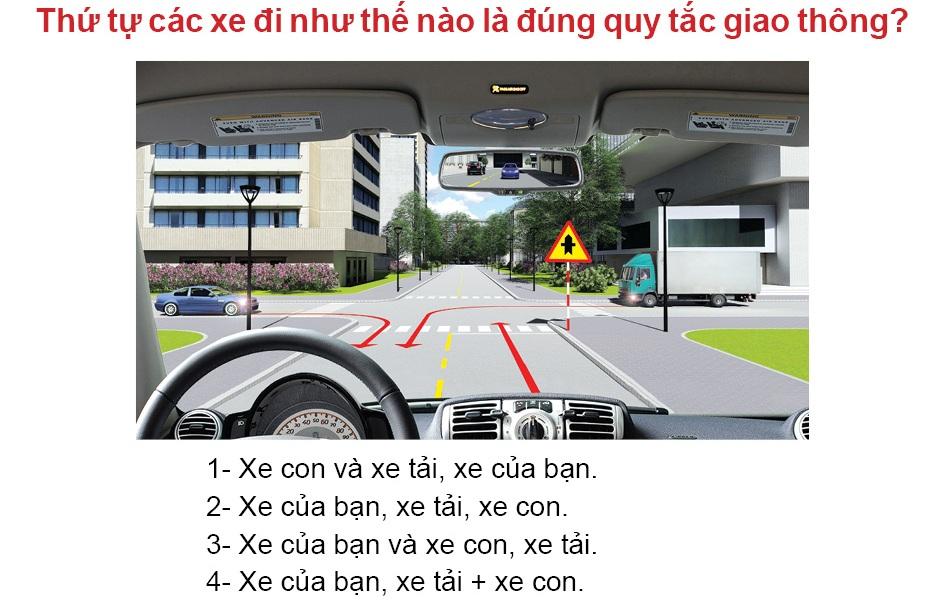 Thứ tự các xe đi như thế nào là đúng quy tắc giao thông?
WARNING
WARNING
1- Xe con và xe tải, xe của bạn.
2- Xe của bạn, xe tải, xe con.
3- Xe của bạn và xe con, xe tải.
4- Xe của bạn, xe tải + xe con.